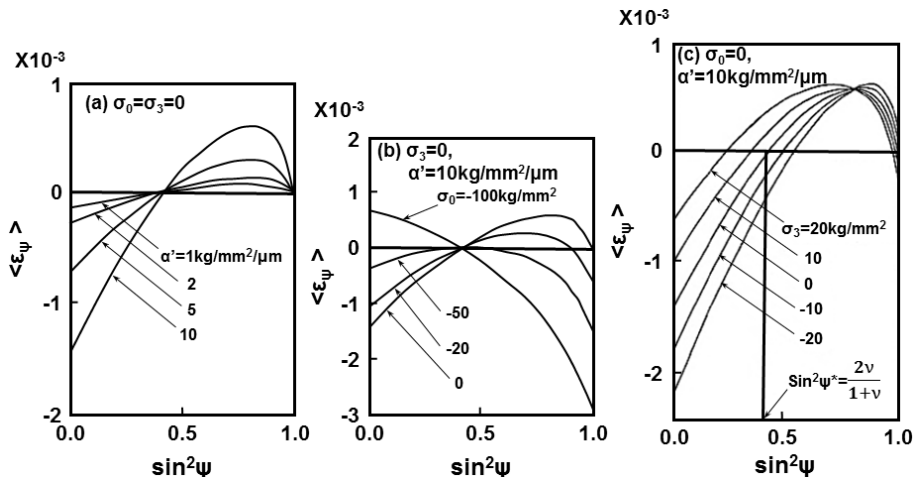 X10⁻³
1
(a) σ₀=σ₃=0
0
α'=1kg/mm²/μm
2
5
10
-1
-2
<εψ>
0.0
0.5
1.0
sin²ψ
X10⁻³
2
(b) σ₃=0,
α'=10kg/mm²/μm
σ₀=-100kg/mm²
1
0
-50
-20
0
-1
-2
-3
<εψ>
0.0
0.5
1.0
sin²ψ
X10⁻³
1
(c) σ₀=0,
α'=10kg/mm²/μm
0
σ₃=20kg/mm²
10
0
-10
-20
-1
-2
Sin²ψ*=2ν/1+ν
<εψ>
0.0
0.5
1.0
sin²ψ